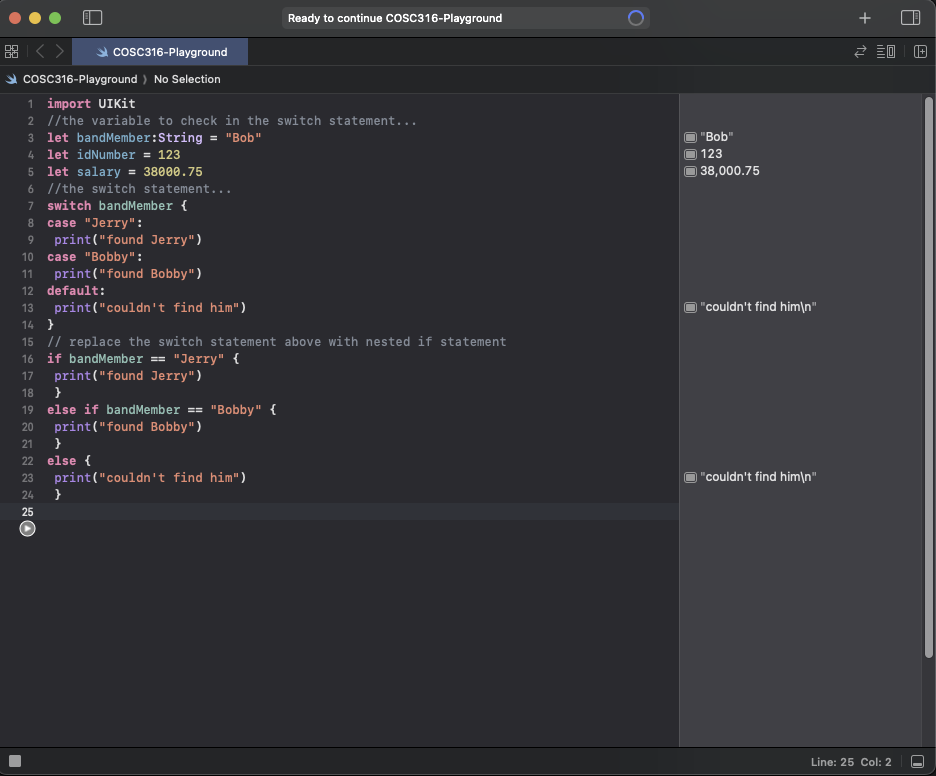 Ready to continue COSC316-Playground
COSC316-Playground
COSC316-Playground ⟩ No Selection
1 import UIKit
2 //the variable to check in the switch statement...
3 let bandMember:String = "Bob" "Bob"
4 let idNumber = 123 123
5 let salary = 38000.75 38,000.75
6 //the switch statement...
7 switch bandMember {
8 case "Jerry":
9 print("found Jerry")
10 case "Bobby":
11 print("found Bobby")
12 default:
13 print("couldn't find him") "couldn't find him\n"
14 }
15 // replace the switch statement above with nested if statement
16 if bandMember == "Jerry" {
17 print("found Jerry")
18 }
19 else if bandMember == "Bobby" {
20 print("found Bobby")
21 }
22 else {
23 print("couldn't find him") "couldn't find him\n"
24 }
25
Line: 25 Col: 2